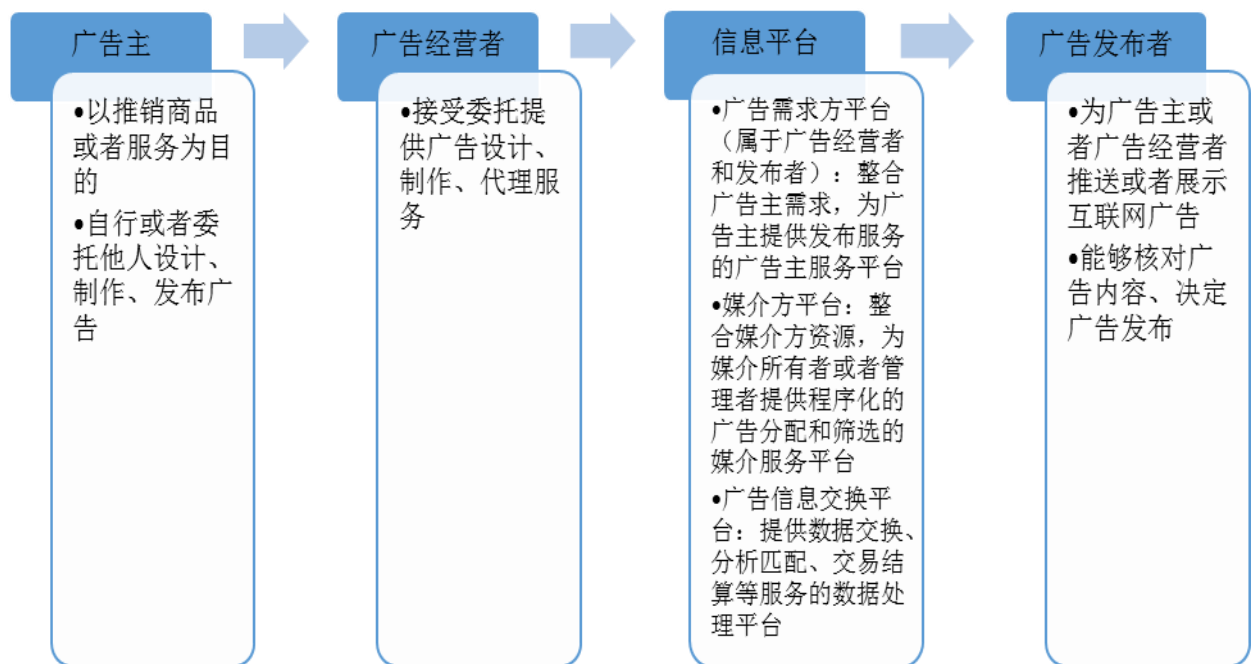 广告主
•以推销商品
或者服务为目
的
•自行或者委
托他人设计、
制作、发布广
告
广告经营者
•接受委托提
供广告设计、
制作、代理服
务
信息平台
•广告需求方平台
（属于广告经营者
和发布者）：整合
广告主需求，为广
告主提供发布服务
的广告主服务平台
•媒介方平台：整
合媒介方资源，为
媒介所有者或者管
理者提供程序化的
广告分配和筛选的
媒介服务平台
•广告信息交换平
台：提供数据交换、
分析匹配、交易结
算等服务的数据处
理平台
广告发布者
•为广告主或
者广告经营者
推送或者展示
互联网广告
•能够核对广
告内容、决定
广告发布